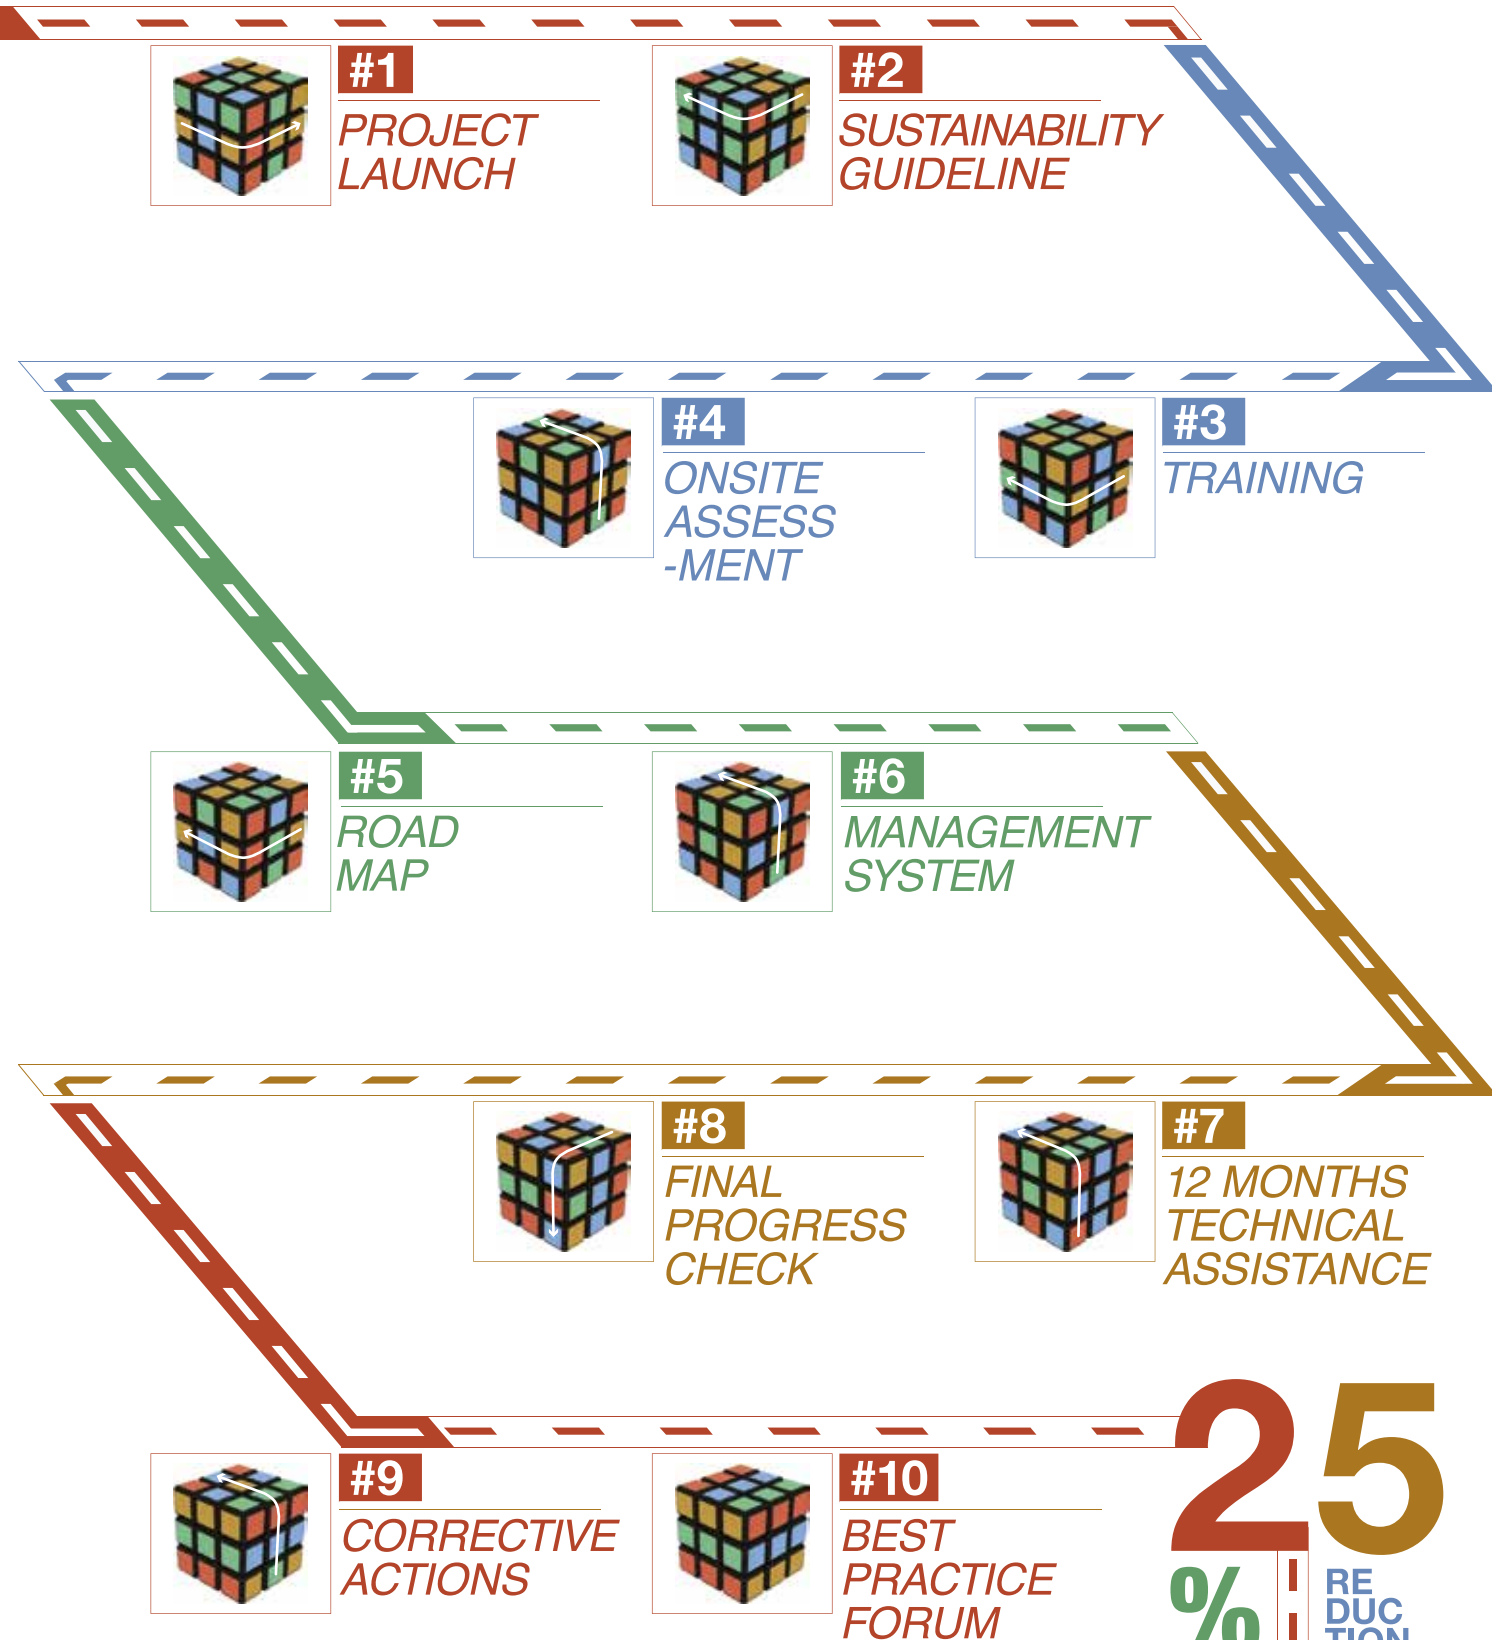 #1
PROJECT
LAUNCH
#2
SUSTAINABILITY
GUIDELINE
#3
TRAINING
#4
ONSITE
ASSESS
-MENT
#5
ROAD
MAP
#6
MANAGEMENT
SYSTEM
#7
12 MONTHS
TECHNICAL
ASSISTANCE
#8
FINAL
PROGRESS
CHECK
#9
CORRECTIVE
ACTIONS
#10
BEST
PRACTICE
FORUM
25
%
RE
DUC
TION